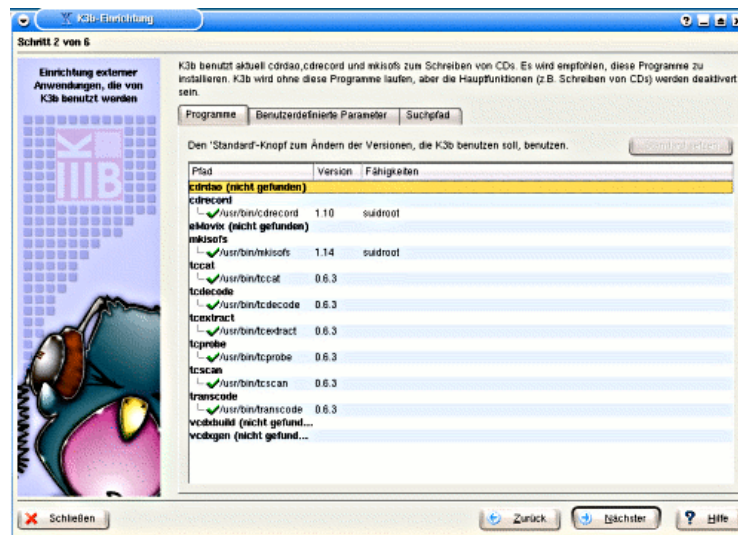 K3b-Einrichtung
Schritt 2 von 6
Einrichtung externer
Anwendungen, die von
K3b benutzt werden
K3b benutzt aktuell cdrdao,cdrecord und mkisofs zum Schreiben von CDs. Es wird empfohlen, diese Programme zu
installieren. K3b wird ohne diese Programme laufen, aber die Hauptfunktionen (z.B. Schreiben von CDs) werden deaktivert
sein.
Programme Benutzerdefinierte Parameter Suchpfad
Den 'Standard'-Knopf zum Ändern der Versionen, die K3b benutzen soll, benutzen.
Pfad Version Fähigkeiten
cdrdao (nicht gefunden)
cdrecord
/usr/bin/cdrecord 1.10 suidroot
eMovix (nicht gefunden)
mkisofs
/usr/bin/mkisofs 1.14 suidroot
tccat
/usr/bin/tccat 0.6.3
tcdecode
/usr/bin/tcdecode 0.6.3
tcextract
/usr/bin/tcextract 0.6.3
tcprobe
/usr/bin/tcprobe 0.6.3
tcscan
/usr/bin/tcscan 0.6.3
transcode
/usr/bin/transcode 0.6.3
vcdxbuild (nicht gefund...
vcdxgen (nicht gefund...
K3B
Schließen Zurück Nächster Hilfe